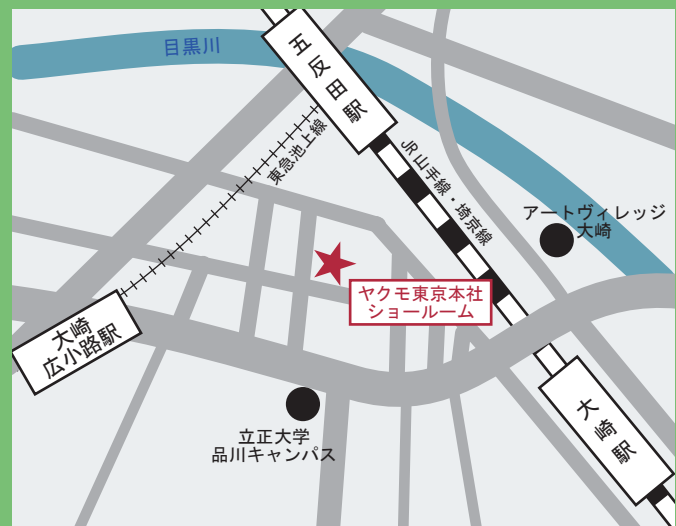 目黒川
五反田駅
東急池上線
JR山手線・埼京線
アートヴィレッジ
大崎
ヤクモ東京本社
ショールーム
大崎
広小路駅
大崎駅
立正大学
品川キャンパス